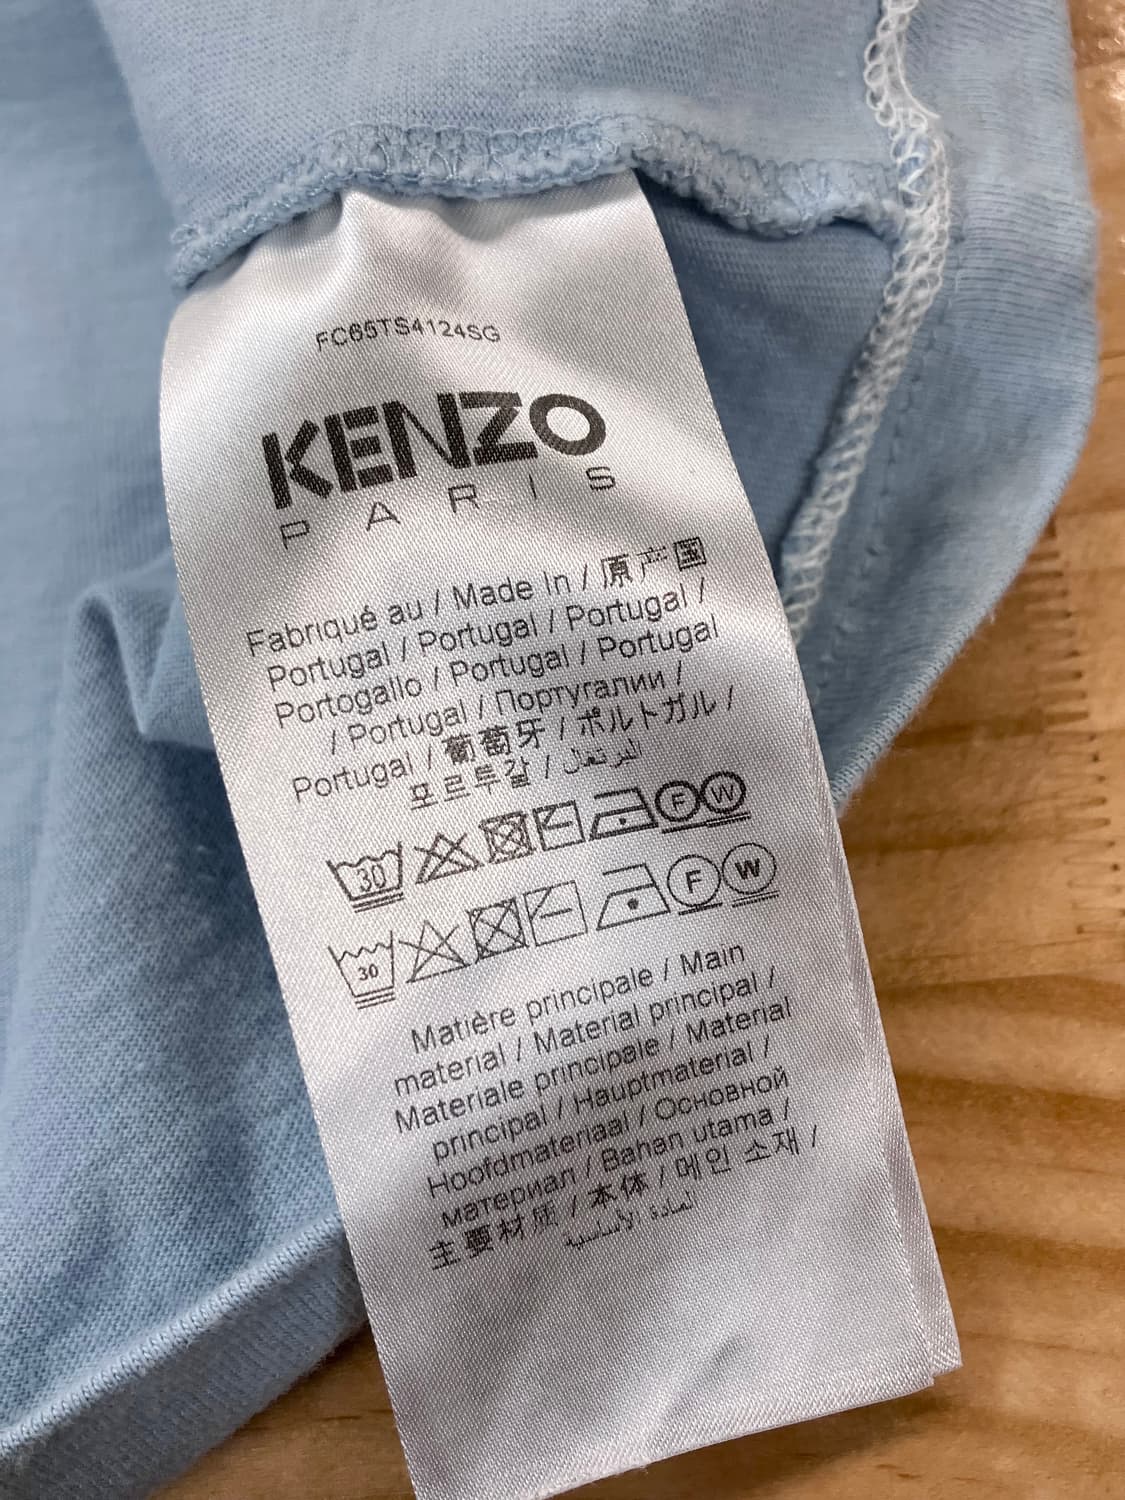 FC65TS4124SG
KENZO
PARIS
Fabriqué au / Made In / 原产国
Portugal / Portugal / Portugal /
Portogallo / Portugal / Portugal
/ Portugal / Португалии /
Portugal / 葡萄牙 / ポルトガル /
포르투갈 / البرتغال
30 F W
30 F W
Matière principale / Main
material / Material principal /
Materiale principale / Material
principal / Hauptmaterial /
Hoofdmateriaal / Основной
материал / Bahan utama /
主要材质 / 本体 / 메인 소재 /
المادة الأساسية